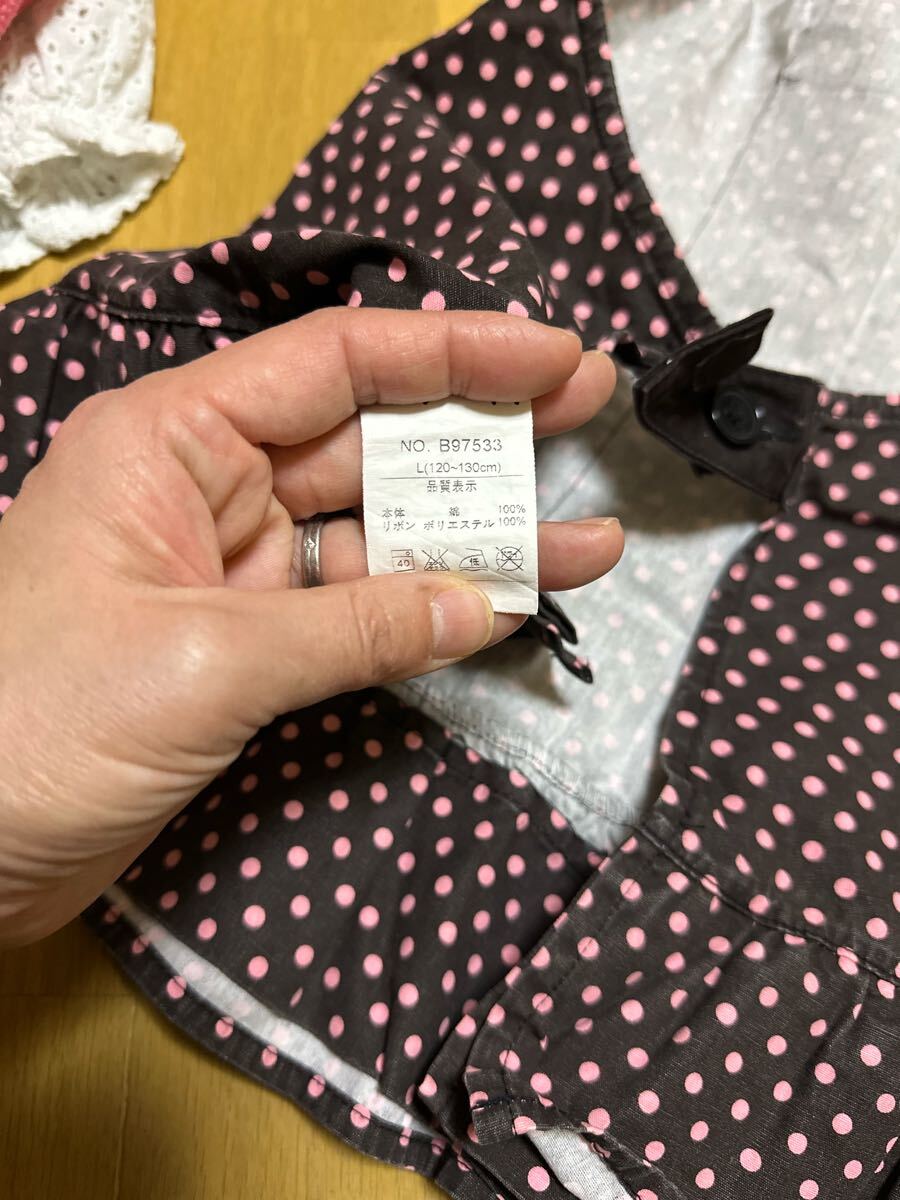 NO. B97533
L(120~130cm)
品質表示
本体 綿 100%
リボン ポリエステル 100%
40 低